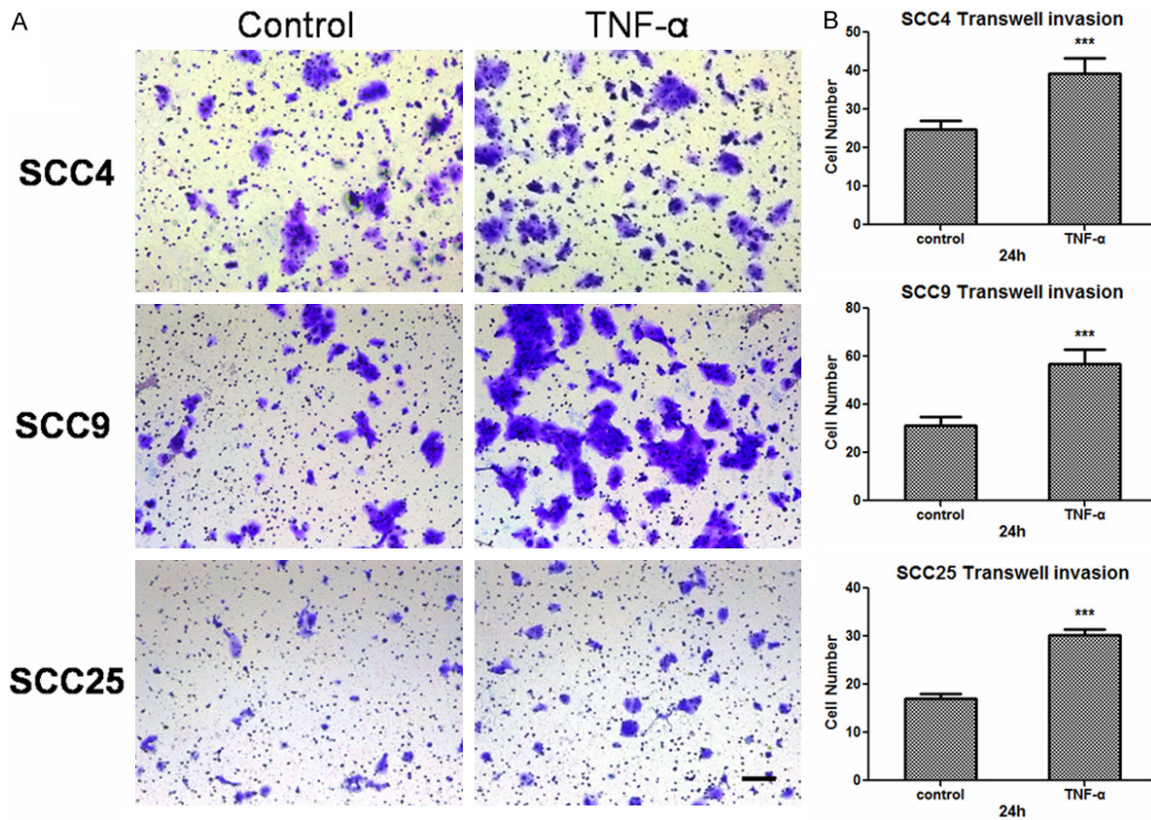 A
Control
TNF-α
SCC4
SCC9
SCC25
B
SCC4 Transwell invasion
Cell Number
50
40
30
20
10
0
***
control
TNF-α
24h
SCC9 Transwell invasion
Cell Number
80
60
40
20
0
***
control
TNF-α
24h
SCC25 Transwell invasion
Cell Number
40
30
20
10
0
***
control
TNF-α
24h